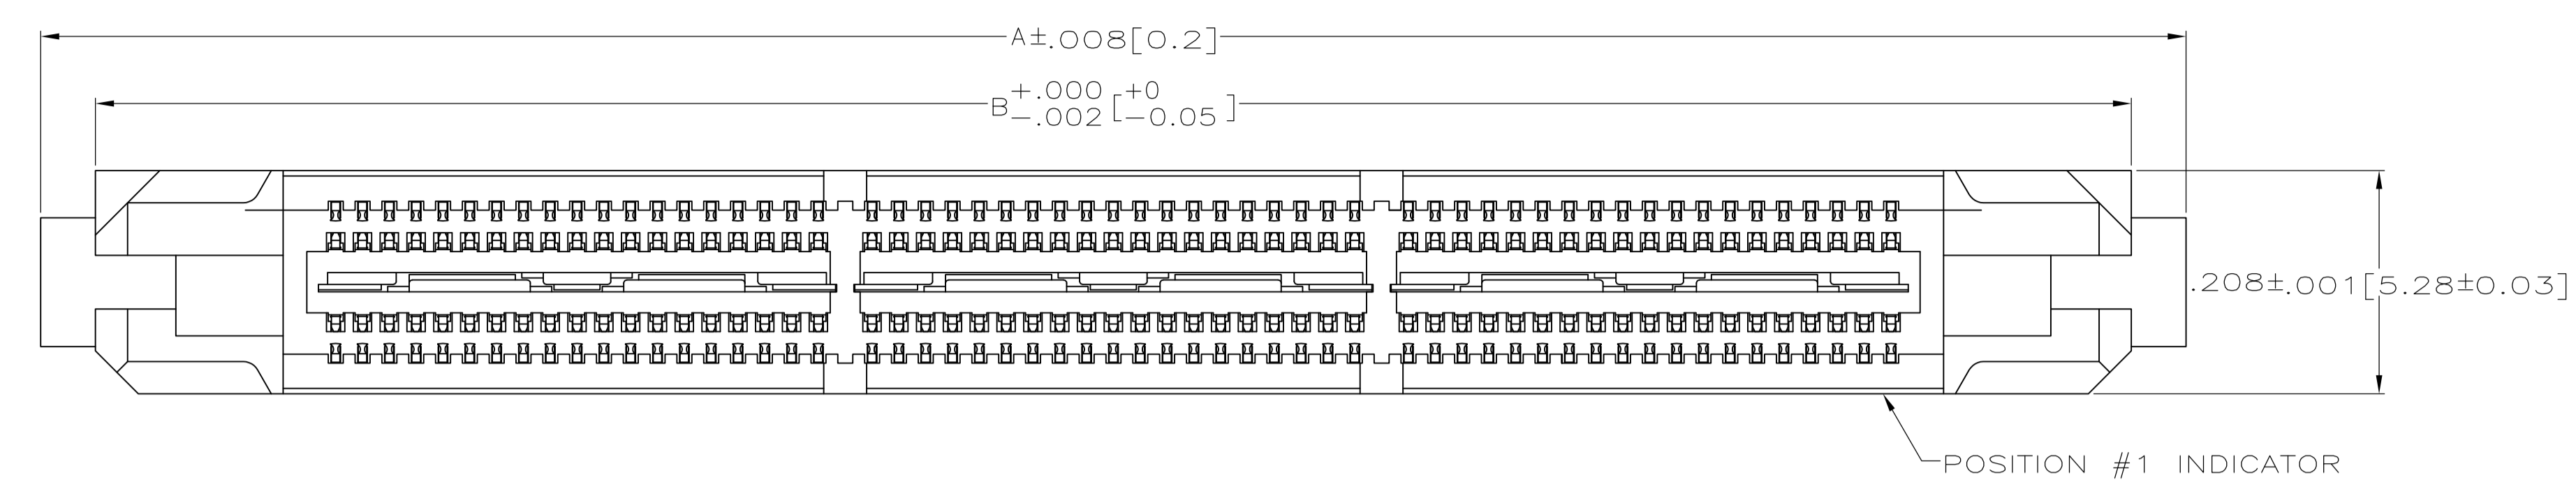 A±.008[0.2]
B +.000 -.002 [+0 -0.05]
.208±.001[5.28±0.03]
POSITION #1 INDICATOR